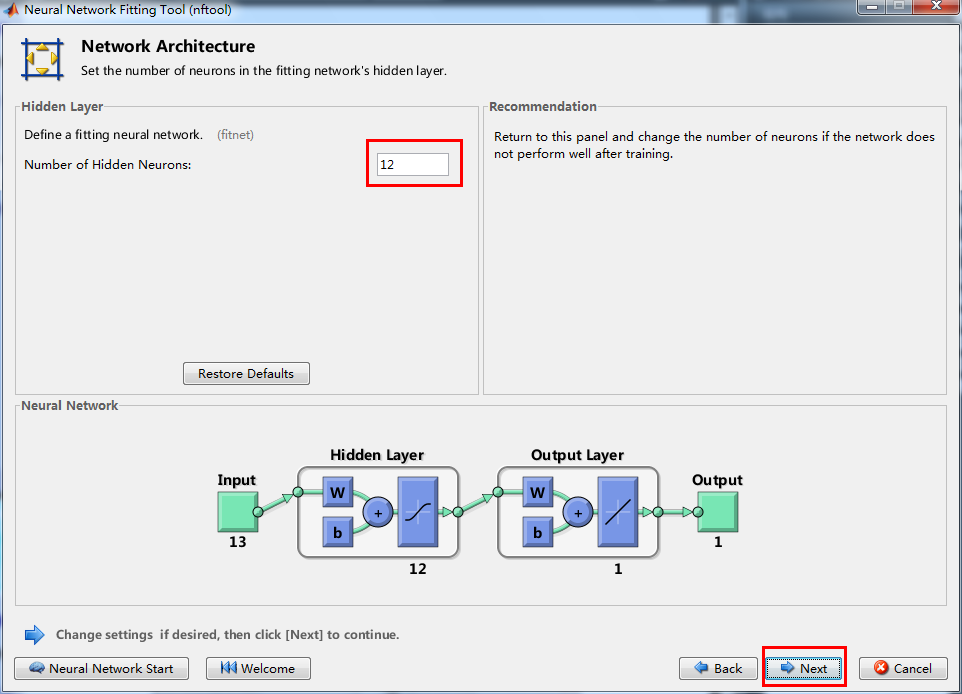 Neural Network Fitting Tool (nftool)
Network Architecture
Set the number of neurons in the fitting network's hidden layer.
Hidden Layer
Define a fitting neural network. (fitnet)
Number of Hidden Neurons: 12
Restore Defaults
Recommendation
Return to this panel and change the number of neurons if the network does
not perform well after training.
Neural Network
Hidden Layer
Output Layer
Input
Output
W
b
+
W
b
+
13
12
1
1
Change settings if desired, then click [Next] to continue.
Neural Network Start
Welcome
Back
Next
Cancel